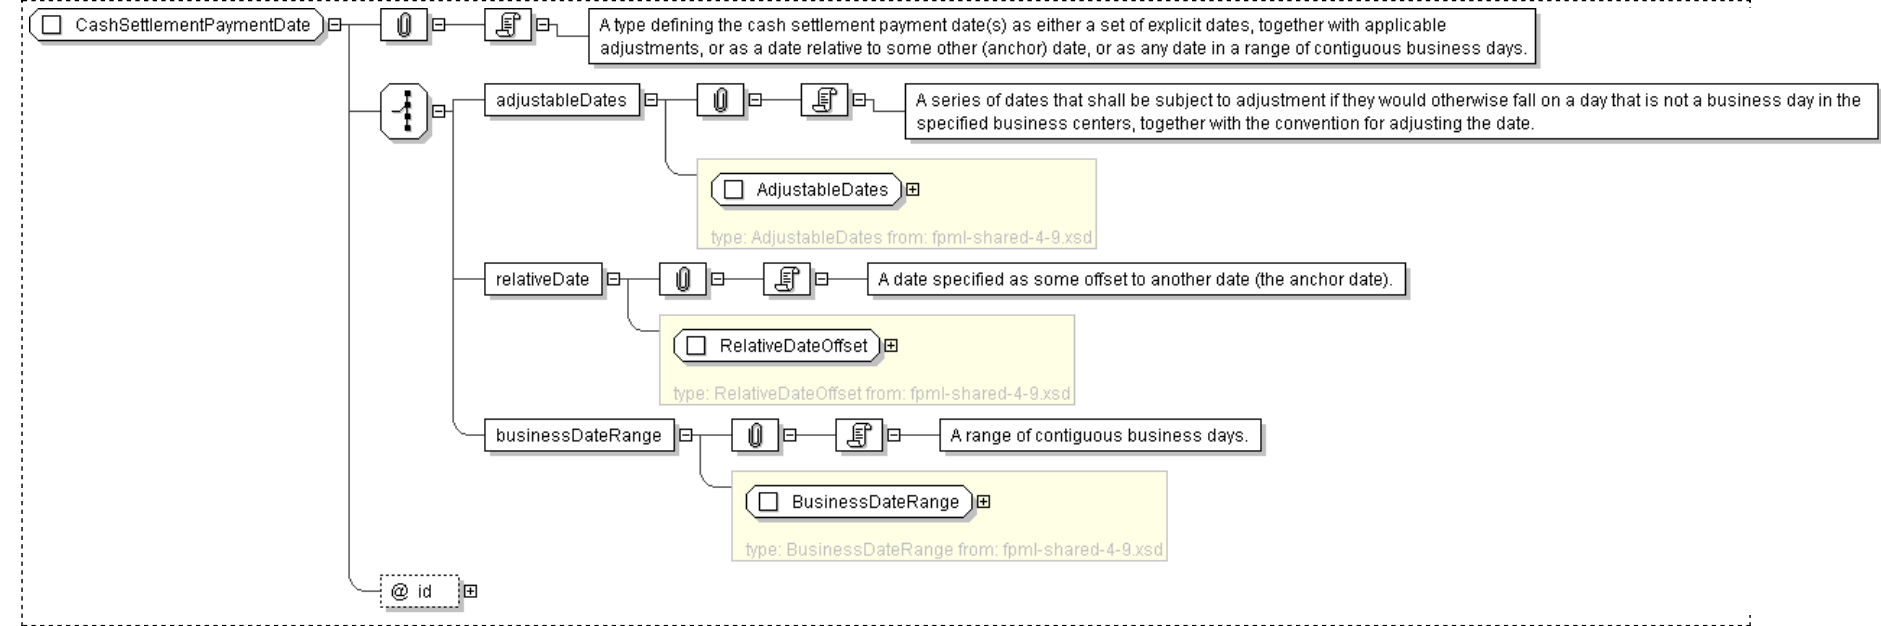 CashSettlementPaymentDate
A type defining the cash settlement payment date(s) as either a set of explicit dates, together with applicable
adjustments, or as a date relative to some other (anchor) date, or as any date in a range of contiguous business days.
adjustableDates
A series of dates that shall be subject to adjustment if they would otherwise fall on a day that is not a business day in the
specified business centers, together with the convention for adjusting the date.
AdjustableDates
type: AdjustableDates from: fpml-shared-4-9.xsd
relativeDate
A date specified as some offset to another date (the anchor date).
RelativeDateOffset
type: RelativeDateOffset from: fpml-shared-4-9.xsd
businessDateRange
A range of contiguous business days.
BusinessDateRange
type: BusinessDateRange from: fpml-shared-4-9.xsd
@ id